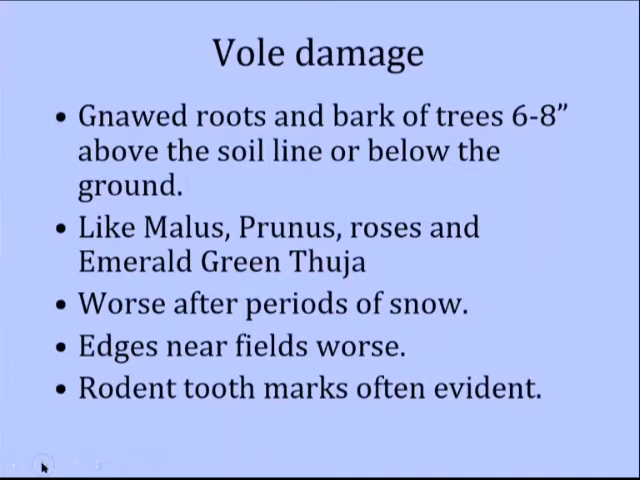 Vole damage
• Gnawed roots and bark of trees 6-8”
above the soil line or below the
ground.
• Like Malus, Prunus, roses and
Emerald Green Thuja
• Worse after periods of snow.
• Edges near fields worse.
• Rodent tooth marks often evident.